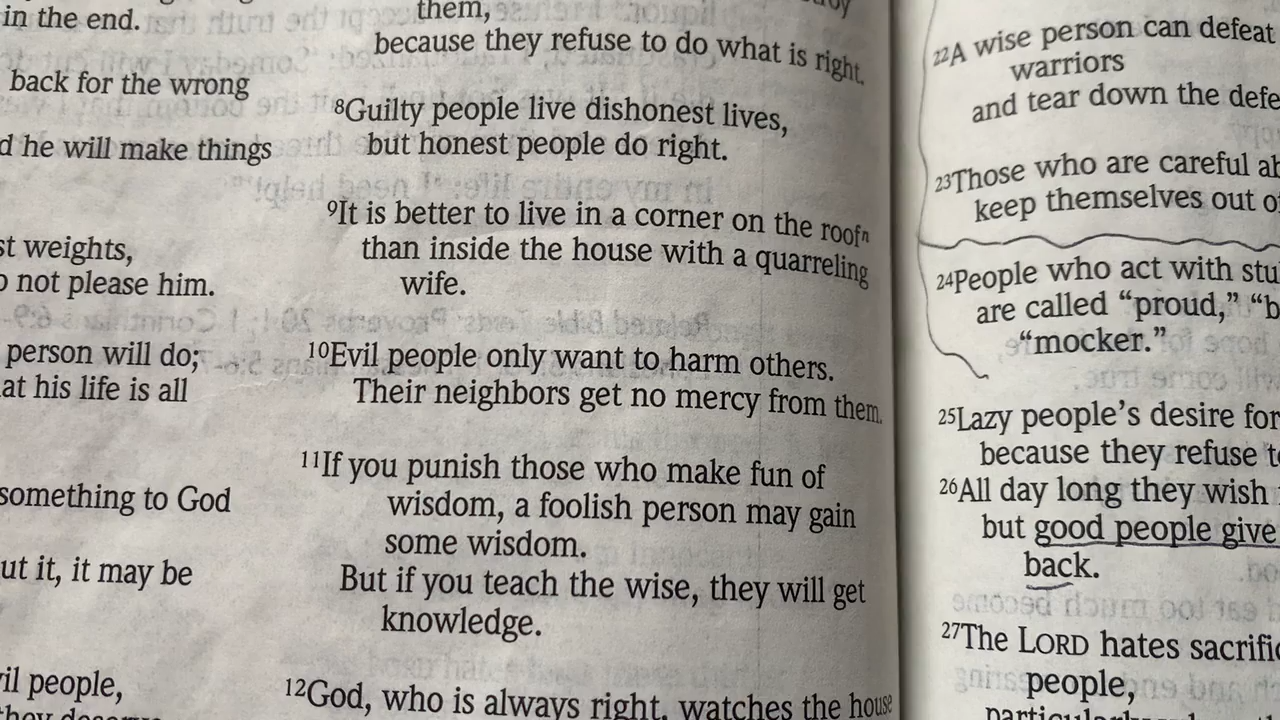 in the end.
back for the wrong
he will make things
weights,
not please him.
person will do;
at his life is all
something to God
ut it, it may be
people,
them,
because they refuse to do what is right.
8Guilty people live dishonest lives,
but honest people do right.
9It is better to live in a corner on the roofⁿ
than inside the house with a quarreling
wife.
10Evil people only want to harm others.
Their neighbors get no mercy from them.
11If you punish those who make fun of
wisdom, a foolish person may gain
some wisdom.
But if you teach the wise, they will get
knowledge.
12God, who is always right, watches the house
22A wise person can defeat
warriors
and tear down the defe
23Those who are careful ab
keep themselves out of
24People who act with stu
are called “proud,” “b
“mocker.”
25Lazy people’s desire for
because they refuse to
26All day long they wish
but good people give
back.
27The LORD hates sacrific
people,